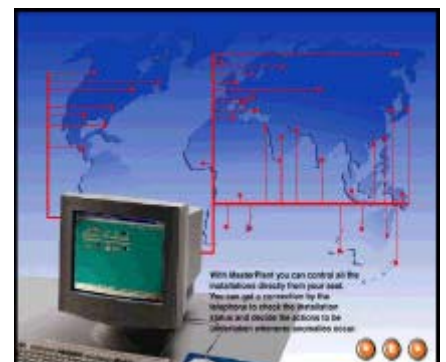 With MasterPlant you can control all the
installations directly from your seat.
You can get a connection by the
telephone to check the installation
status and decide the actions to be
undertaken whenever anomalies occur.